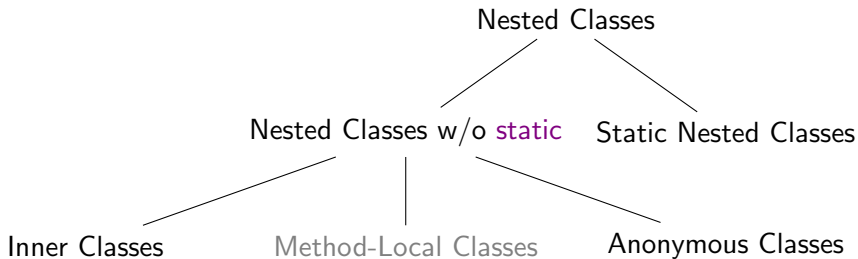 Nested Classes
Nested Classes w/o static
Static Nested Classes
Inner Classes
Method-Local Classes
Anonymous Classes